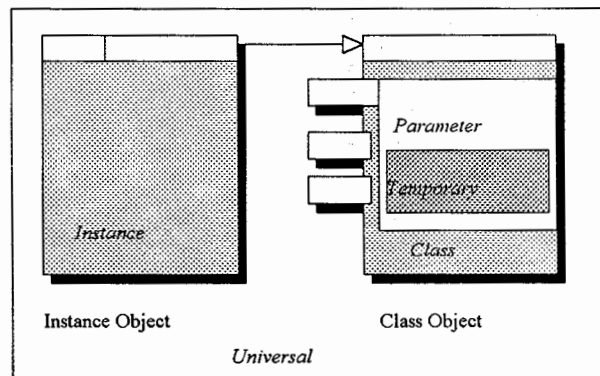 Parameter
Temporary
Instance
Class
Instance Object
Class Object
Universal